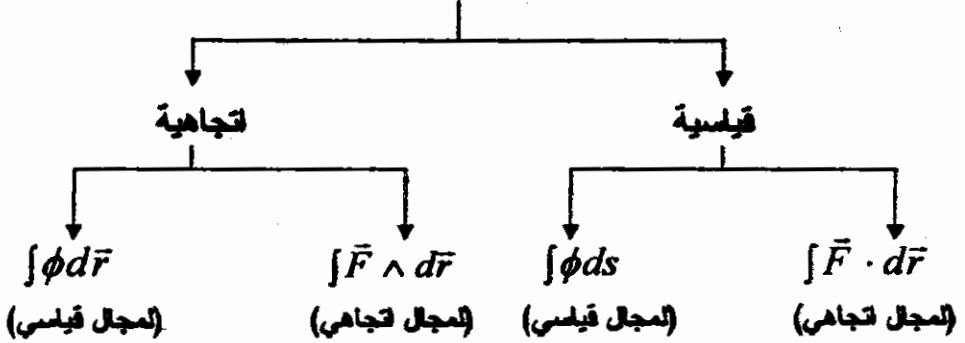 قياسية اتجاهية
∫ F⃗ · dr⃗ ∫ϕds ∫ F⃗ ∧ dr⃗ ∫ϕdr⃗
(لمجال اتجاهي) (لمجال قياسي) (لمجال اتجاهي) (لمجال قياسي)